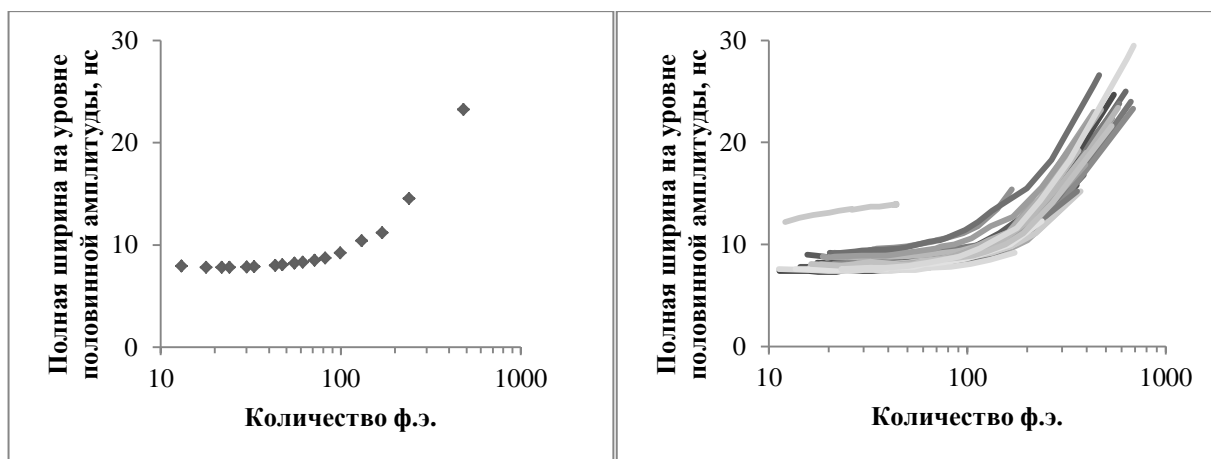 Полная ширина на уровне
половинной амплитуды, нс
30
20
10
0
10
100
1000
Количество ф.э.
Полная ширина на уровне
половинной амплитуды, нс
30
20
10
0
10
100
1000
Количество ф.э.